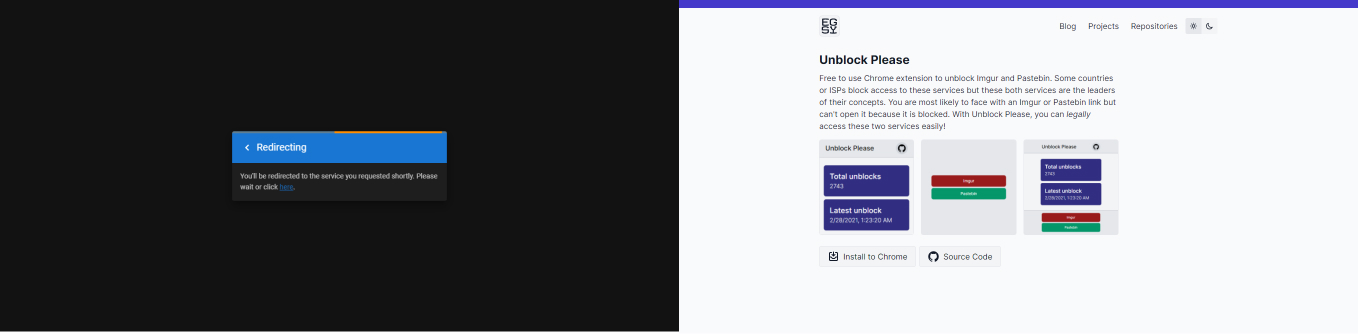 Redirecting
You'll be redirected to the service you requested shortly. Please
wait or click here.
EG
SY
Blog Projects Repositories
Unblock Please
Free to use Chrome extension to unblock Imgur and Pastebin. Some countries
or ISPs block access to these services but these both services are the leaders
of their concepts. You are most likely to face with an Imgur or Pastebin link but
can't open it because it is blocked. With Unblock Please, you can legally
access these two services easily!
Unblock Please
Total unblocks
2743
Latest unblock
2/28/2021, 1:23:20 AM
Imgur
Pastebin
Unblock Please
Total unblocks
2743
Latest unblock
2/28/2021, 1:23:20 AM
Imgur
Pastebin
Install to Chrome
Source Code